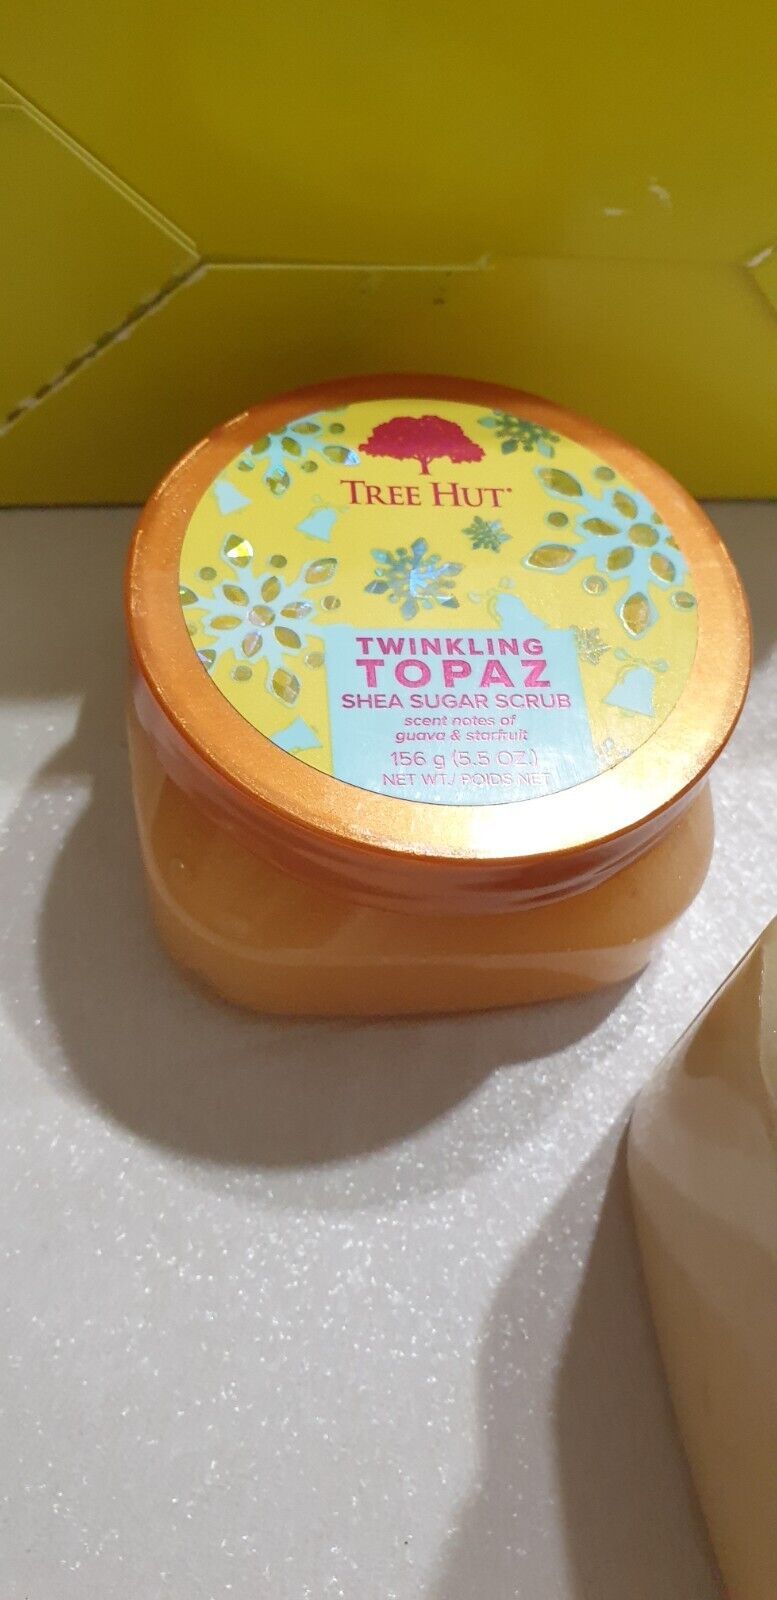 TREE HUT®
TWINKLING
TOPAZ
SHEA SUGAR SCRUB
scent notes of
guava & starfruit
156 g (5.5 OZ.)
NET WT./ POIDS NET